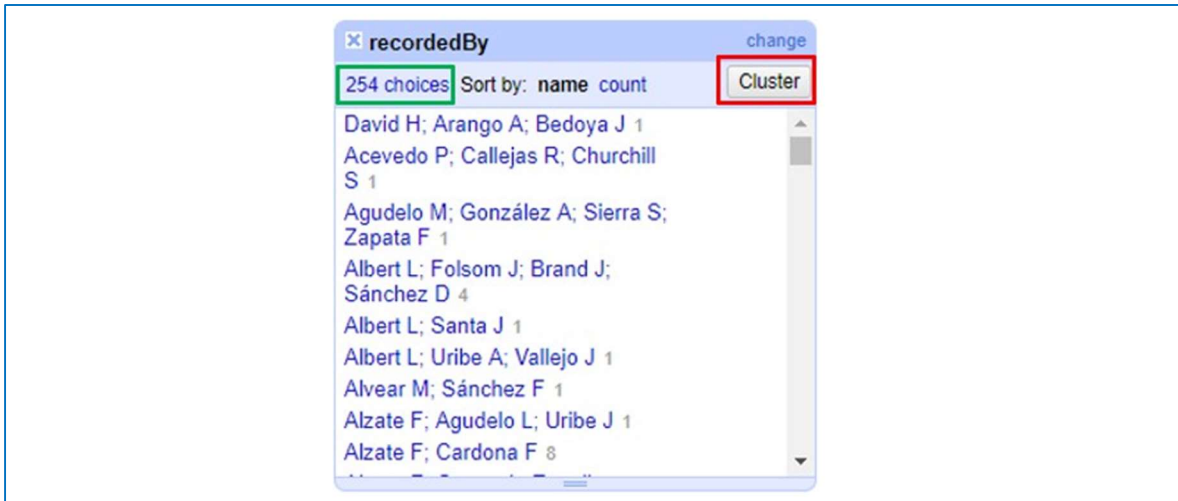 recordedBy change
254 choices Sort by: name count Cluster
David H; Arango A; Bedoya J 1
Acevedo P; Callejas R; Churchill
S 1
Agudelo M; González A; Sierra S;
Zapata F 1
Albert L; Folsom J; Brand J;
Sánchez D 4
Albert L; Santa J 1
Albert L; Uribe A; Vallejo J 1
Alvear M; Sánchez F 1
Alzate F; Agudelo L; Uribe J 1
Alzate F; Cardona F 8